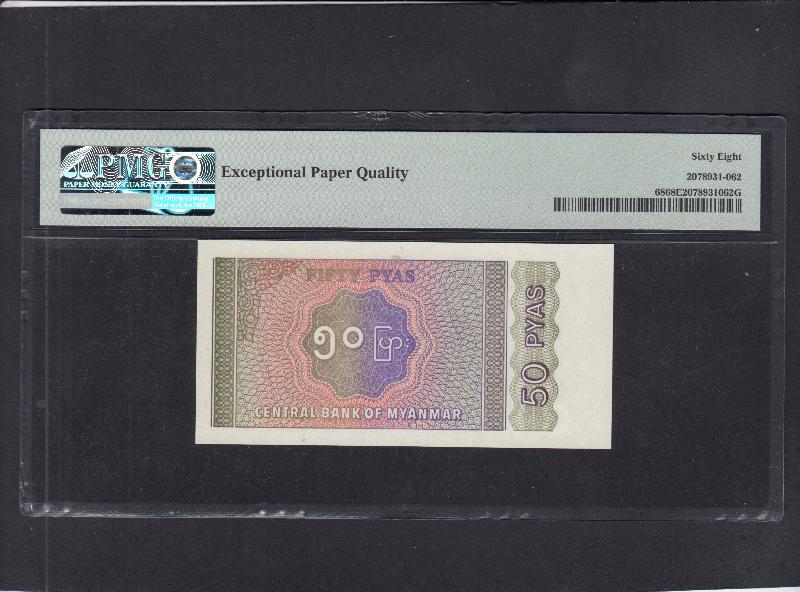 PMG
PAPER MONEY GUARANTY
Exceptional Paper Quality
Sixty Eight
2078931-062
6868E2078931062G
FIFTY PYAS
၅၀ ပြား
CENTRAL BANK OF MYANMAR
50 PYAS